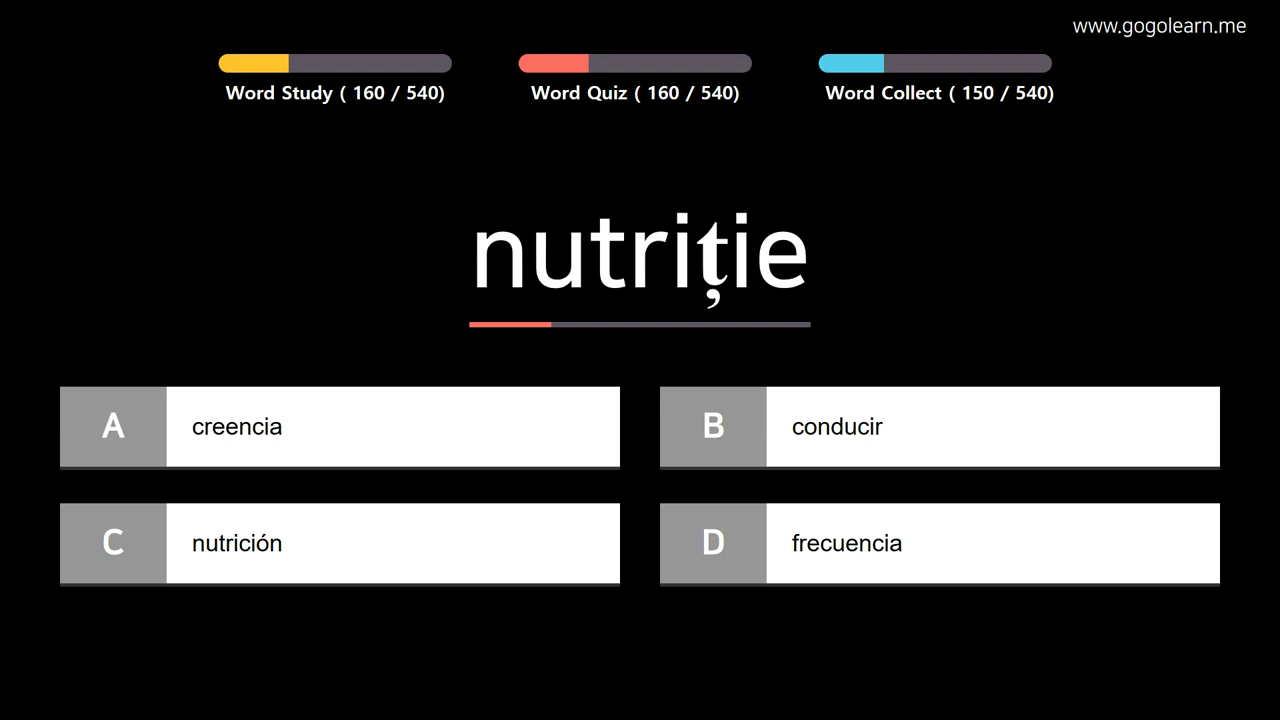 www.gogolearn.me
Word Study ( 160 / 540)
Word Quiz ( 160 / 540)
Word Collect ( 150 / 540)
nutriție
A creencia
B conducir
C nutrición
D frecuencia